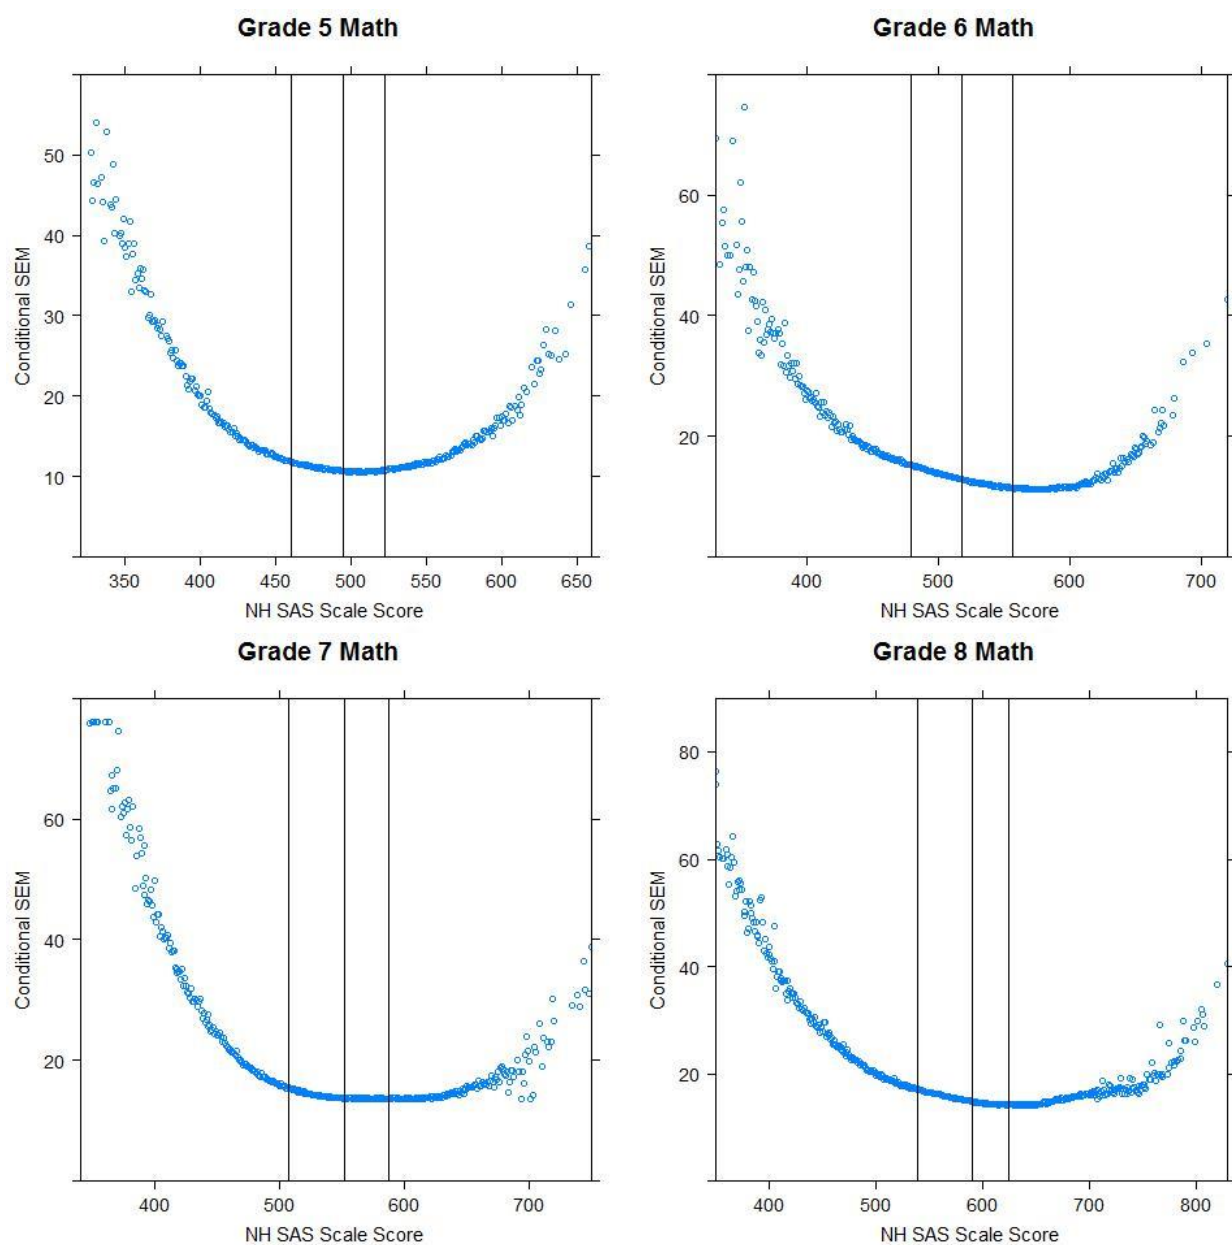 Grade 5 Math
Grade 6 Math
50
40
30
20
10
Conditional SEM
350 400 450 500 550 600 650
NH SAS Scale Score
60
40
20
Conditional SEM
400 500 600 700
NH SAS Scale Score
Grade 7 Math
Grade 8 Math
60
40
20
Conditional SEM
400 500 600 700
NH SAS Scale Score
80
60
40
20
Conditional SEM
400 500 600 700 800
NH SAS Scale Score